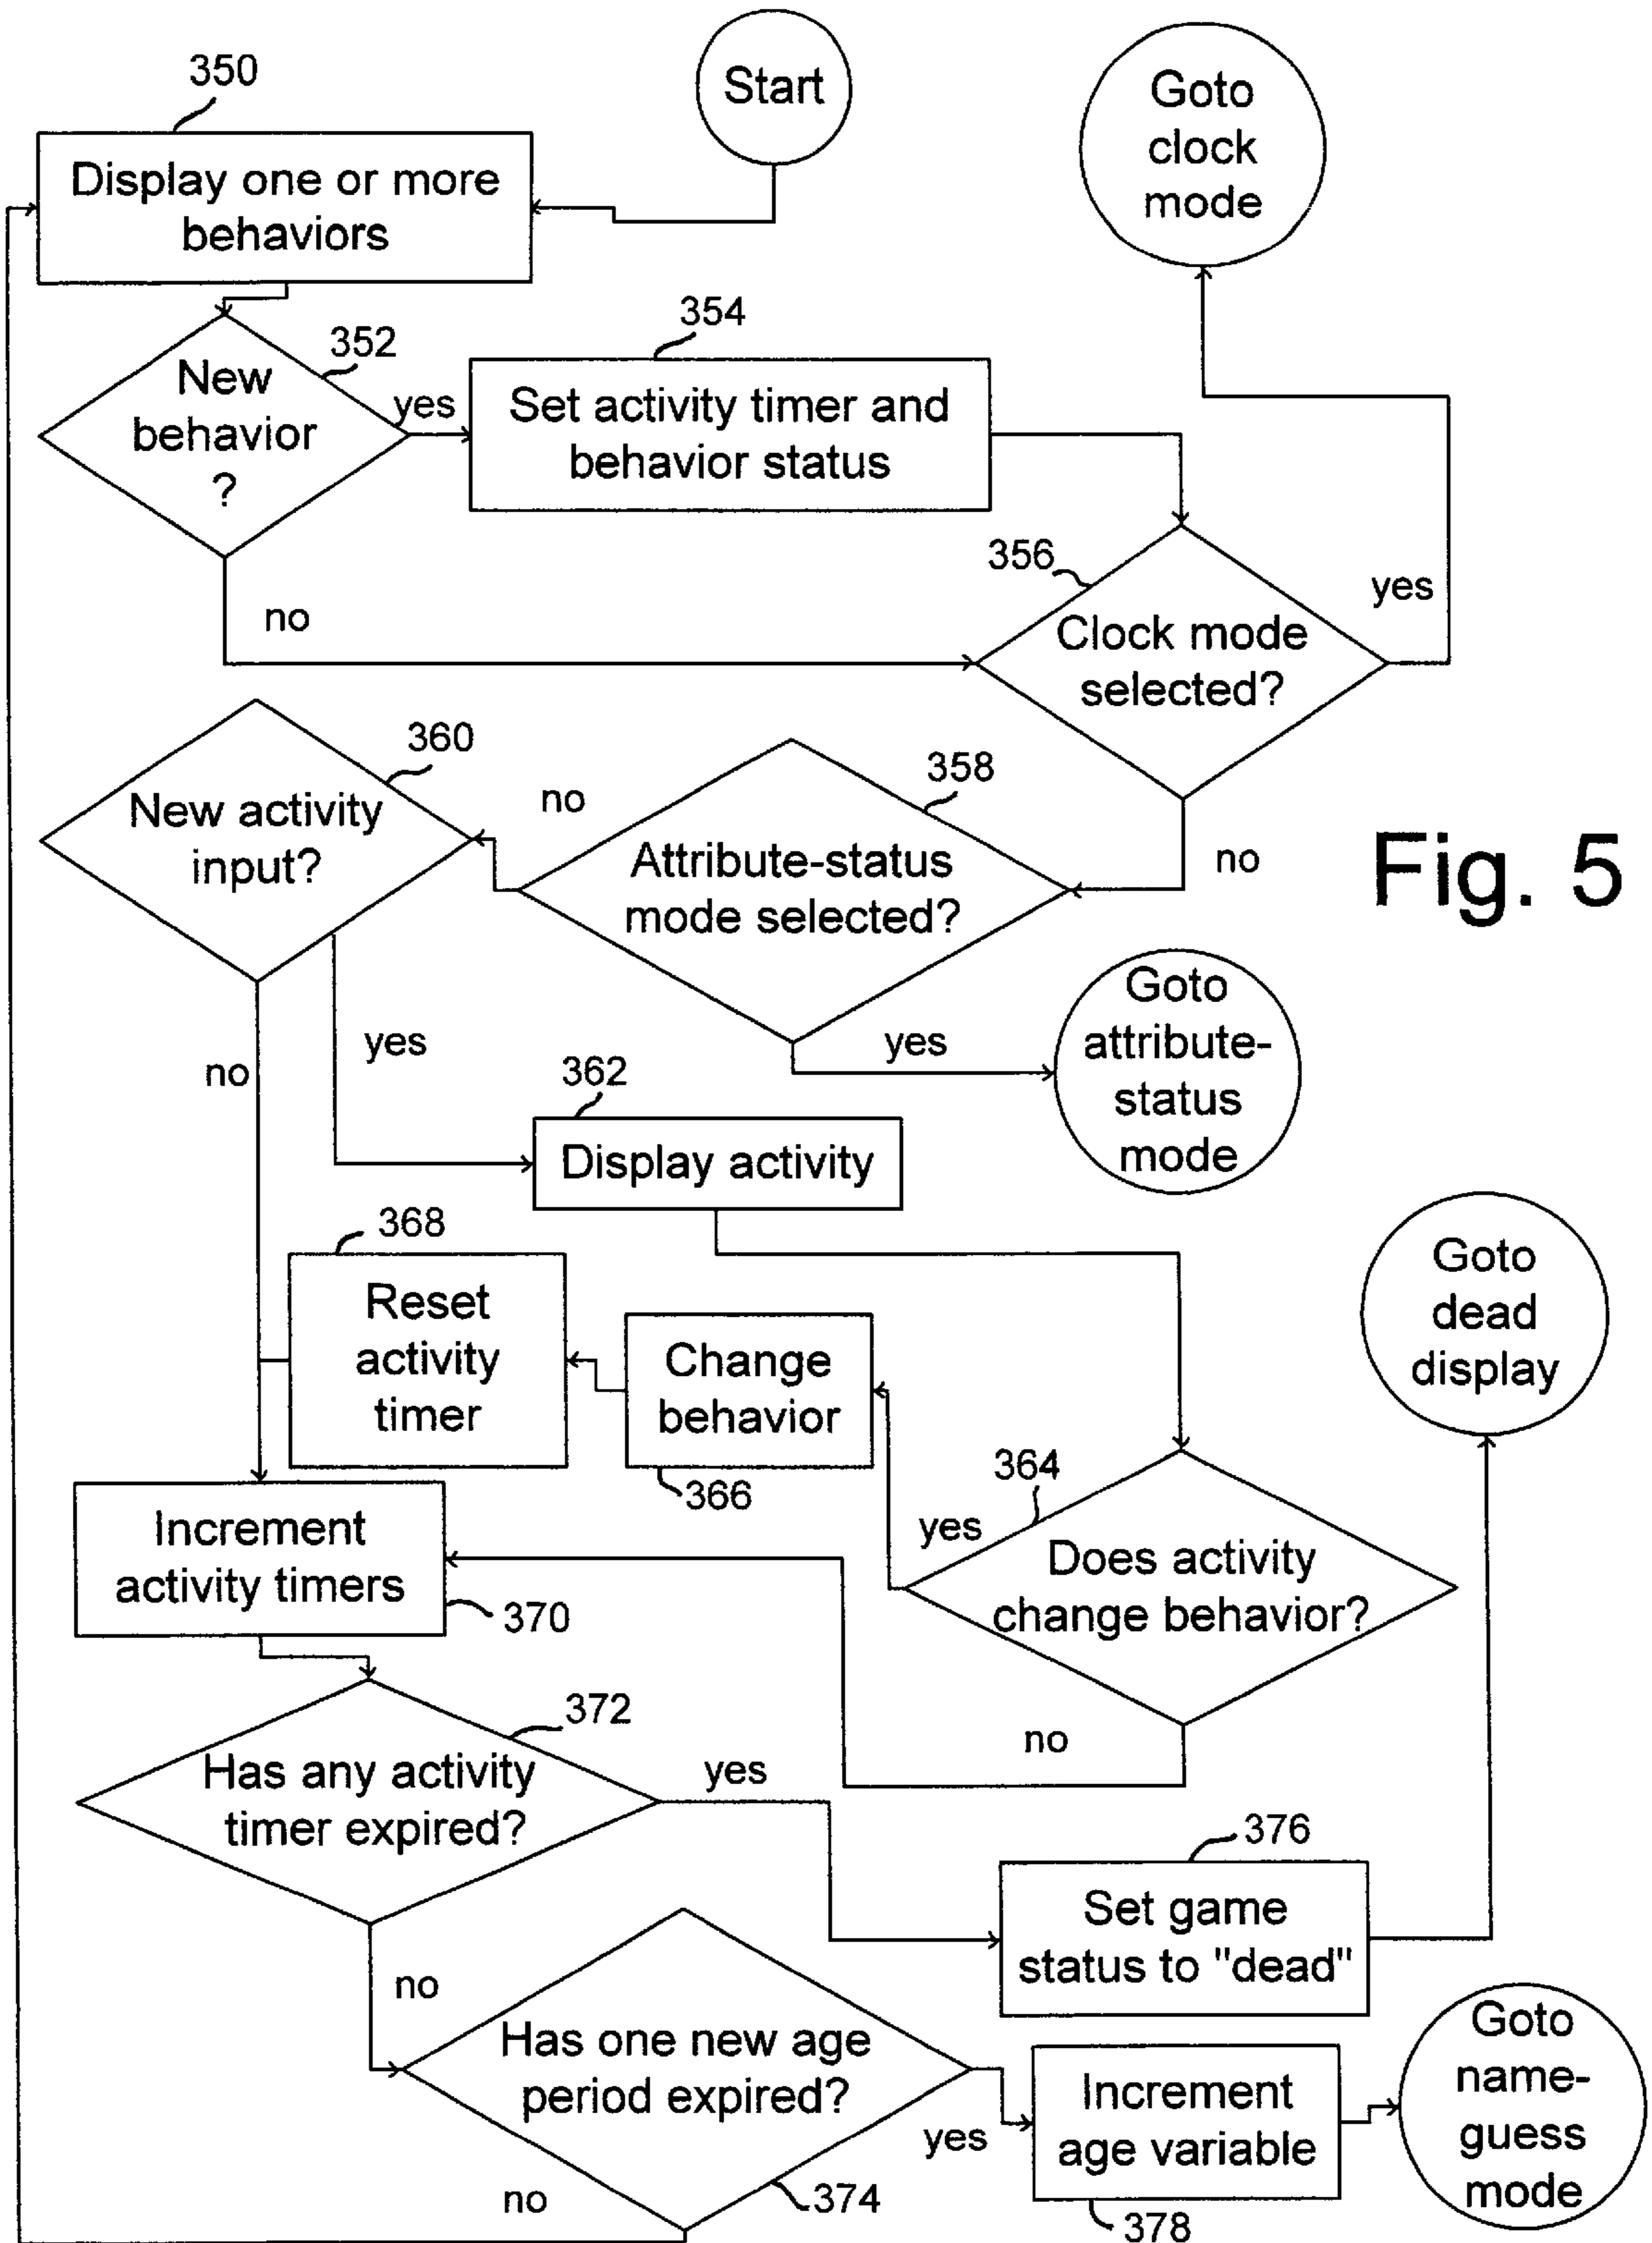 350
Start
Goto
clock
mode
Display one or more
behaviors
354
352
New
behavior
?
yes
Set activity timer and
behavior status
356
yes
no
Clock mode
selected?
360
358
no
New activity
input?
Attribute-status
mode selected?
no
Fig. 5
Goto
attribute-
status
mode
yes
yes
no
362
Display activity
368
Goto
dead
display
Reset
activity
timer
Change
behavior
364
366
yes
Increment
activity timers
Does activity
change behavior?
370
372
no
Has any activity
timer expired?
yes
376
Set game
status to "dead"
no
Has one new age
period expired?
Goto
name-
guess
mode
Increment
age variable
yes
no
374
378